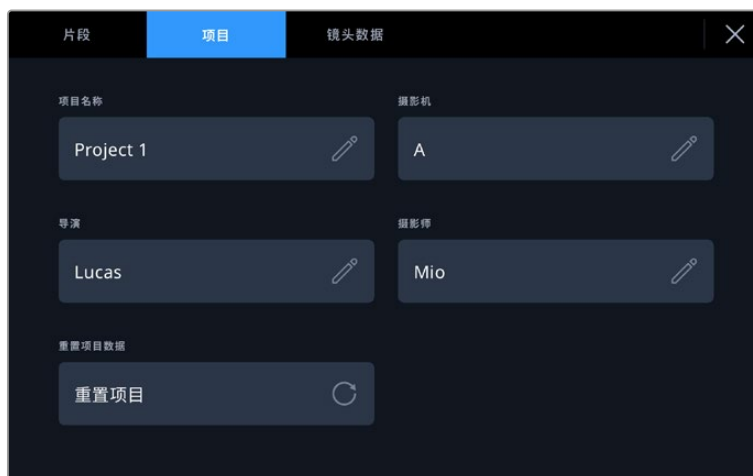 片段 项目 镜头数据
项目名称 摄影机
Project 1 A
导演 摄影师
Lucas Mio
重置项目数据
重置项目